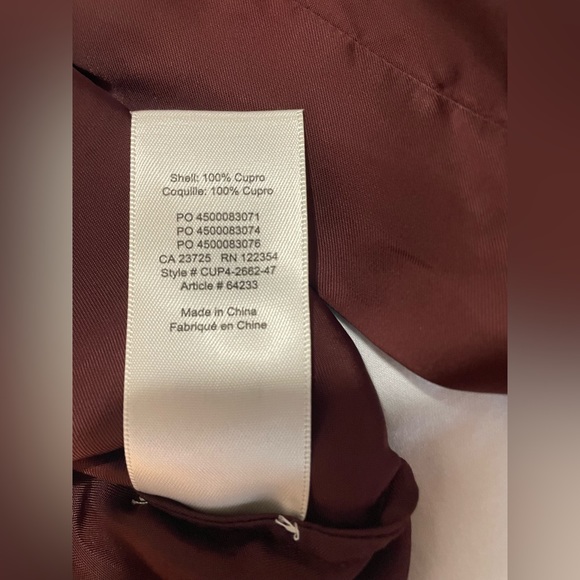 Shell: 100% Cupro
Coquille: 100% Cupro
PO 4500083071
PO 4500083074
PO 4500083076
CA 23725 RN 122354
Style # CUP4-2662-47
Article # 64233
Made in China
Fabriqué en Chine